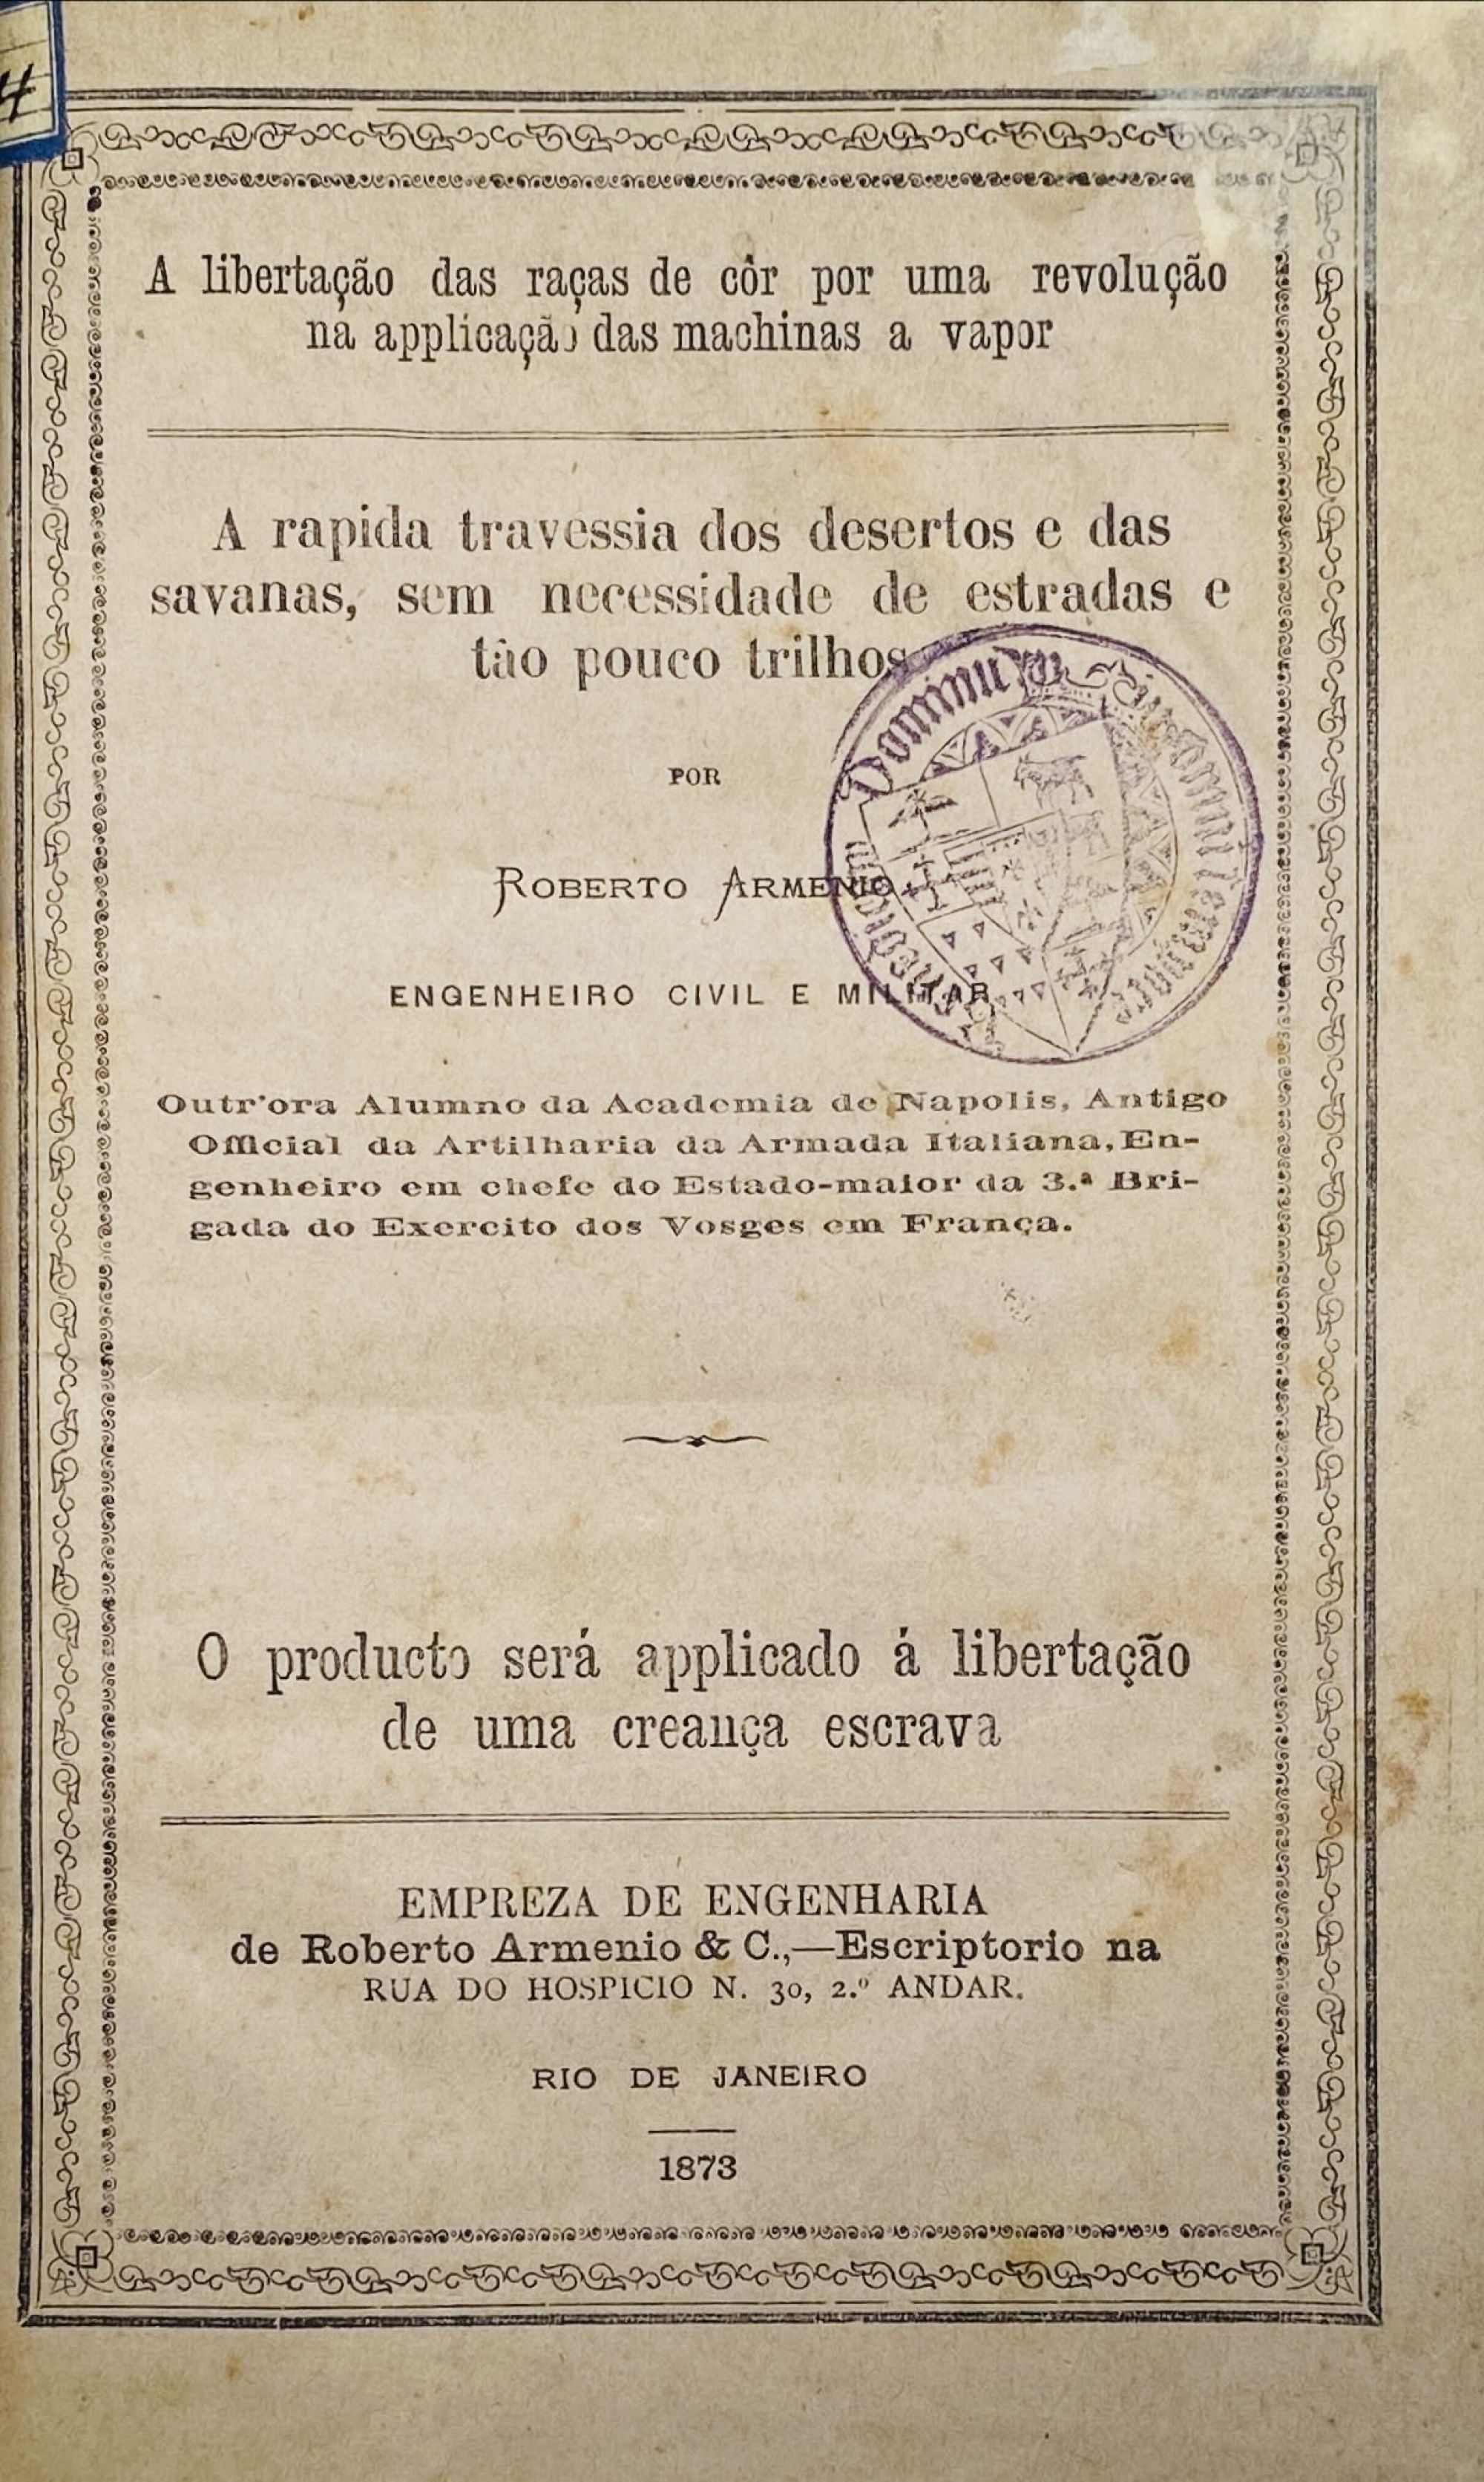 A libertação das raças de côr por uma revolução
na applicação das machinas a vapor
A rapida travessia dos desertos e das
savanas, sem necessidade de estradas e
tão pouco trilhos
POR
ROBERTO ARMENIO
ENGENHEIRO CIVIL E MILITAR
Outr'ora Alumno da Academia de Napolis, Antigo
Official da Artilharia da Armada Italiana, En-
genheiro em chefe do Estado-maior da 3.ª Bri-
gada do Exercito dos Vosges em França.
O producto será applicado á libertação
de uma creança escrava
EMPREZA DE ENGENHARIA
de Roberto Armenio & C.,—Escriptorio na
RUA DO HOSPICIO N. 30, 2.º ANDAR.
RIO DE JANEIRO
1873